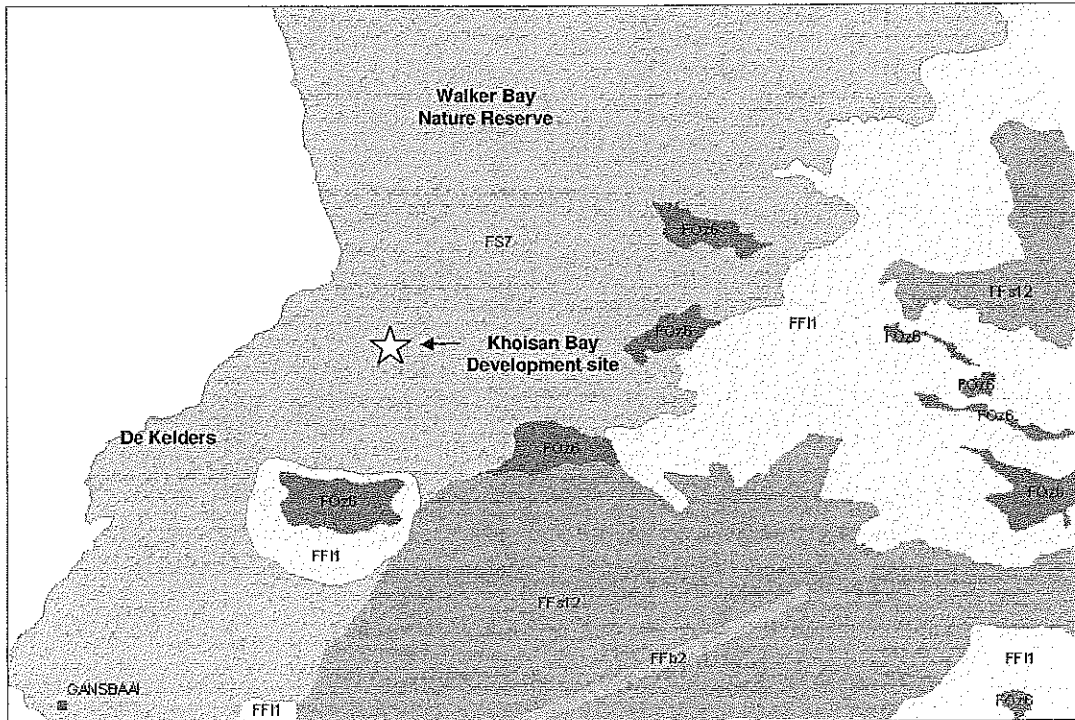 Walker Bay
Nature Reserve
FOz6
FS7
FFs12
FOz6
FFl1
FOz6
Khoisan Bay
Development site
FOz6
FOz6
De Kelders
FOz6
FOz6
FOz6
FFl1
FFs12
FFb2
FFl1
GANSBAAI
FOz6
FFl1